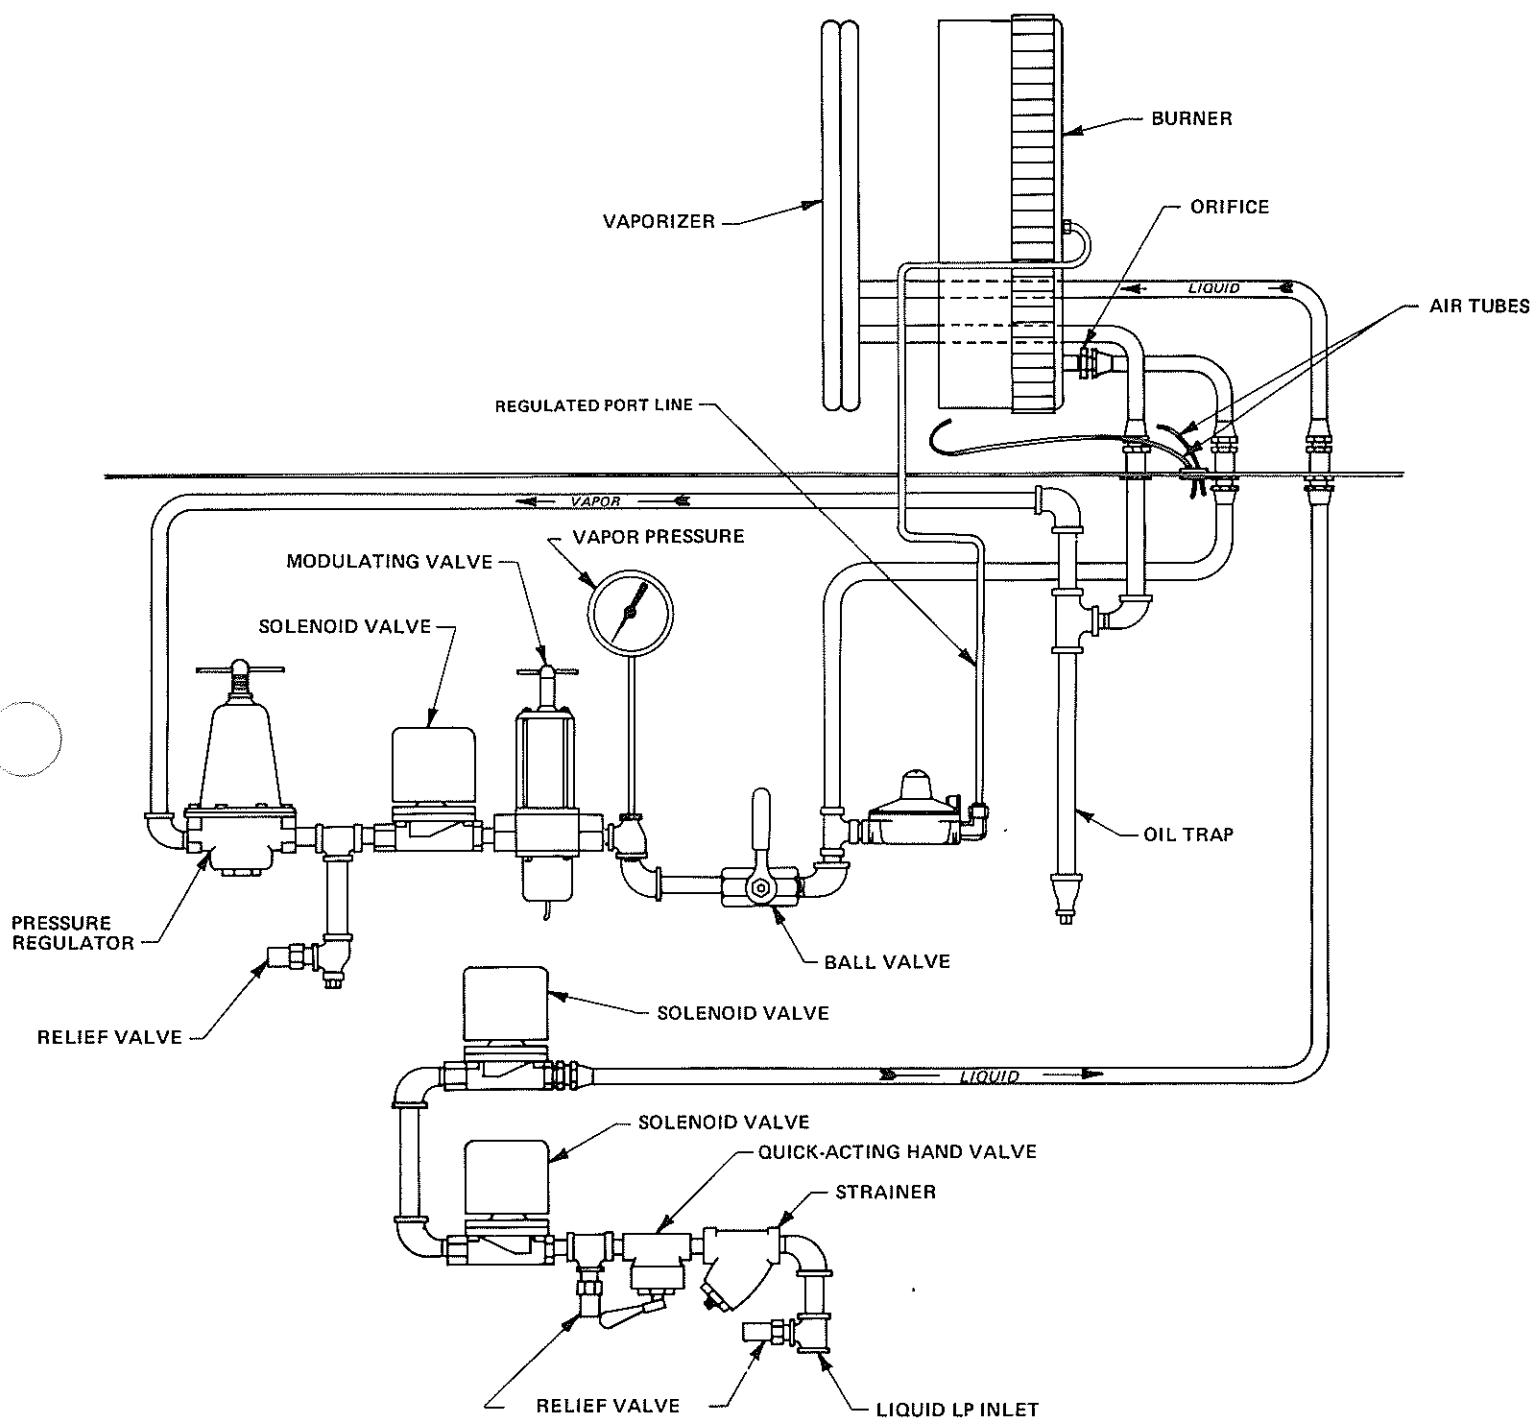 BURNER
ORIFICE
VAPORIZER
LIQUID
AIR TUBES
REGULATED PORT LINE
VAPOR
VAPOR PRESSURE
MODULATING VALVE
SOLENOID VALVE
OIL TRAP
PRESSURE
REGULATOR
BALL VALVE
SOLENOID VALVE
RELIEF VALVE
LIQUID
SOLENOID VALVE
QUICK-ACTING HAND VALVE
STRAINER
RELIEF VALVE
LIQUID LP INLET